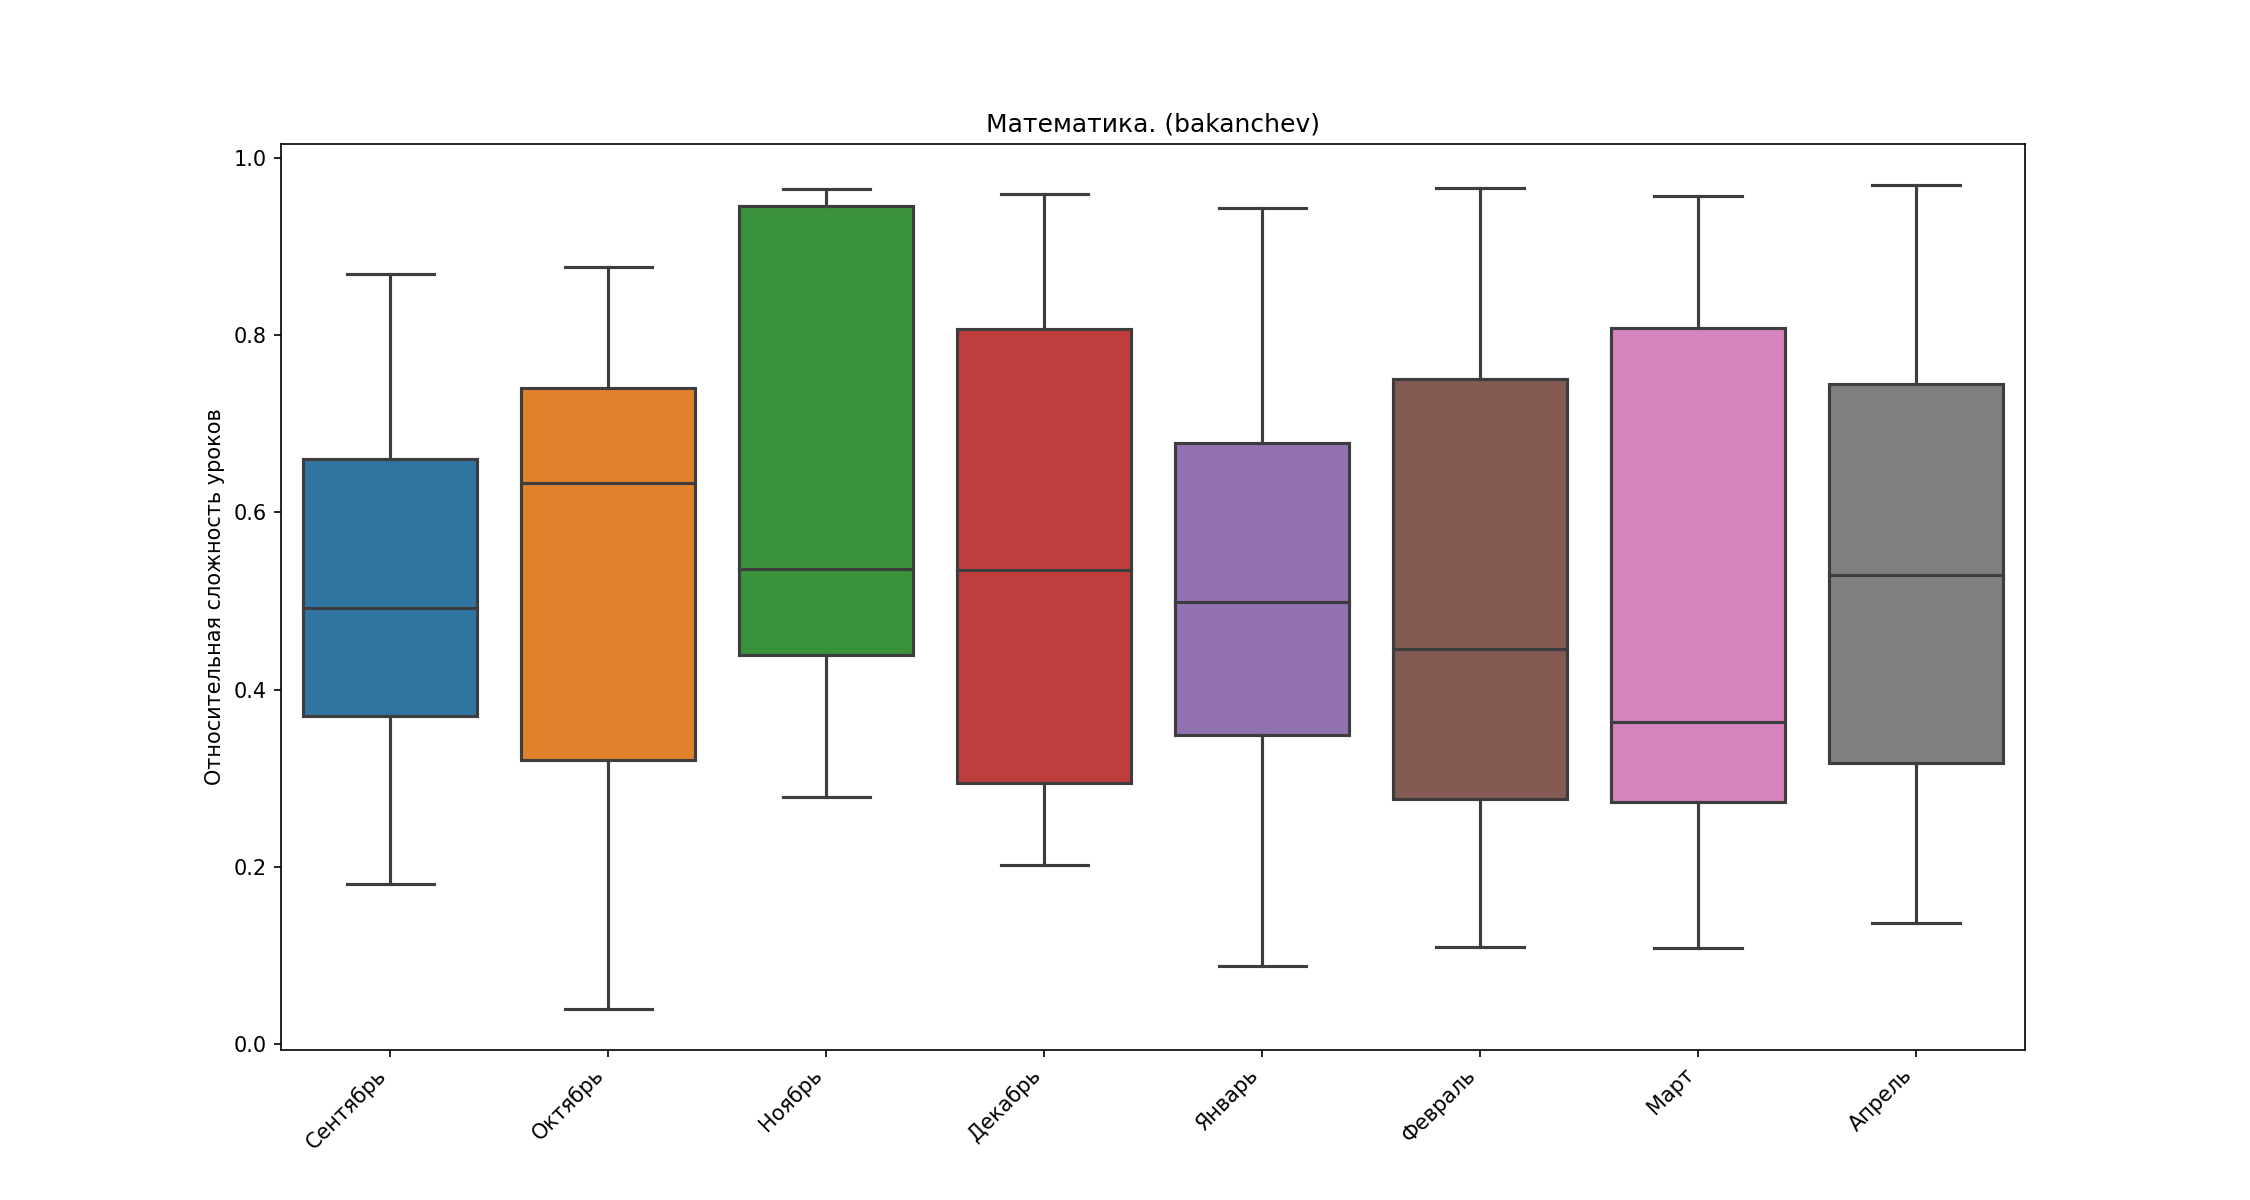 Математика. (bakanchev)
Относительная сложность уроков
1.0
0.8
0.6
0.4
0.2
0.0
Сентябрь
Октябрь
Ноябрь
Декабрь
Январь
Февраль
Март
Апрель